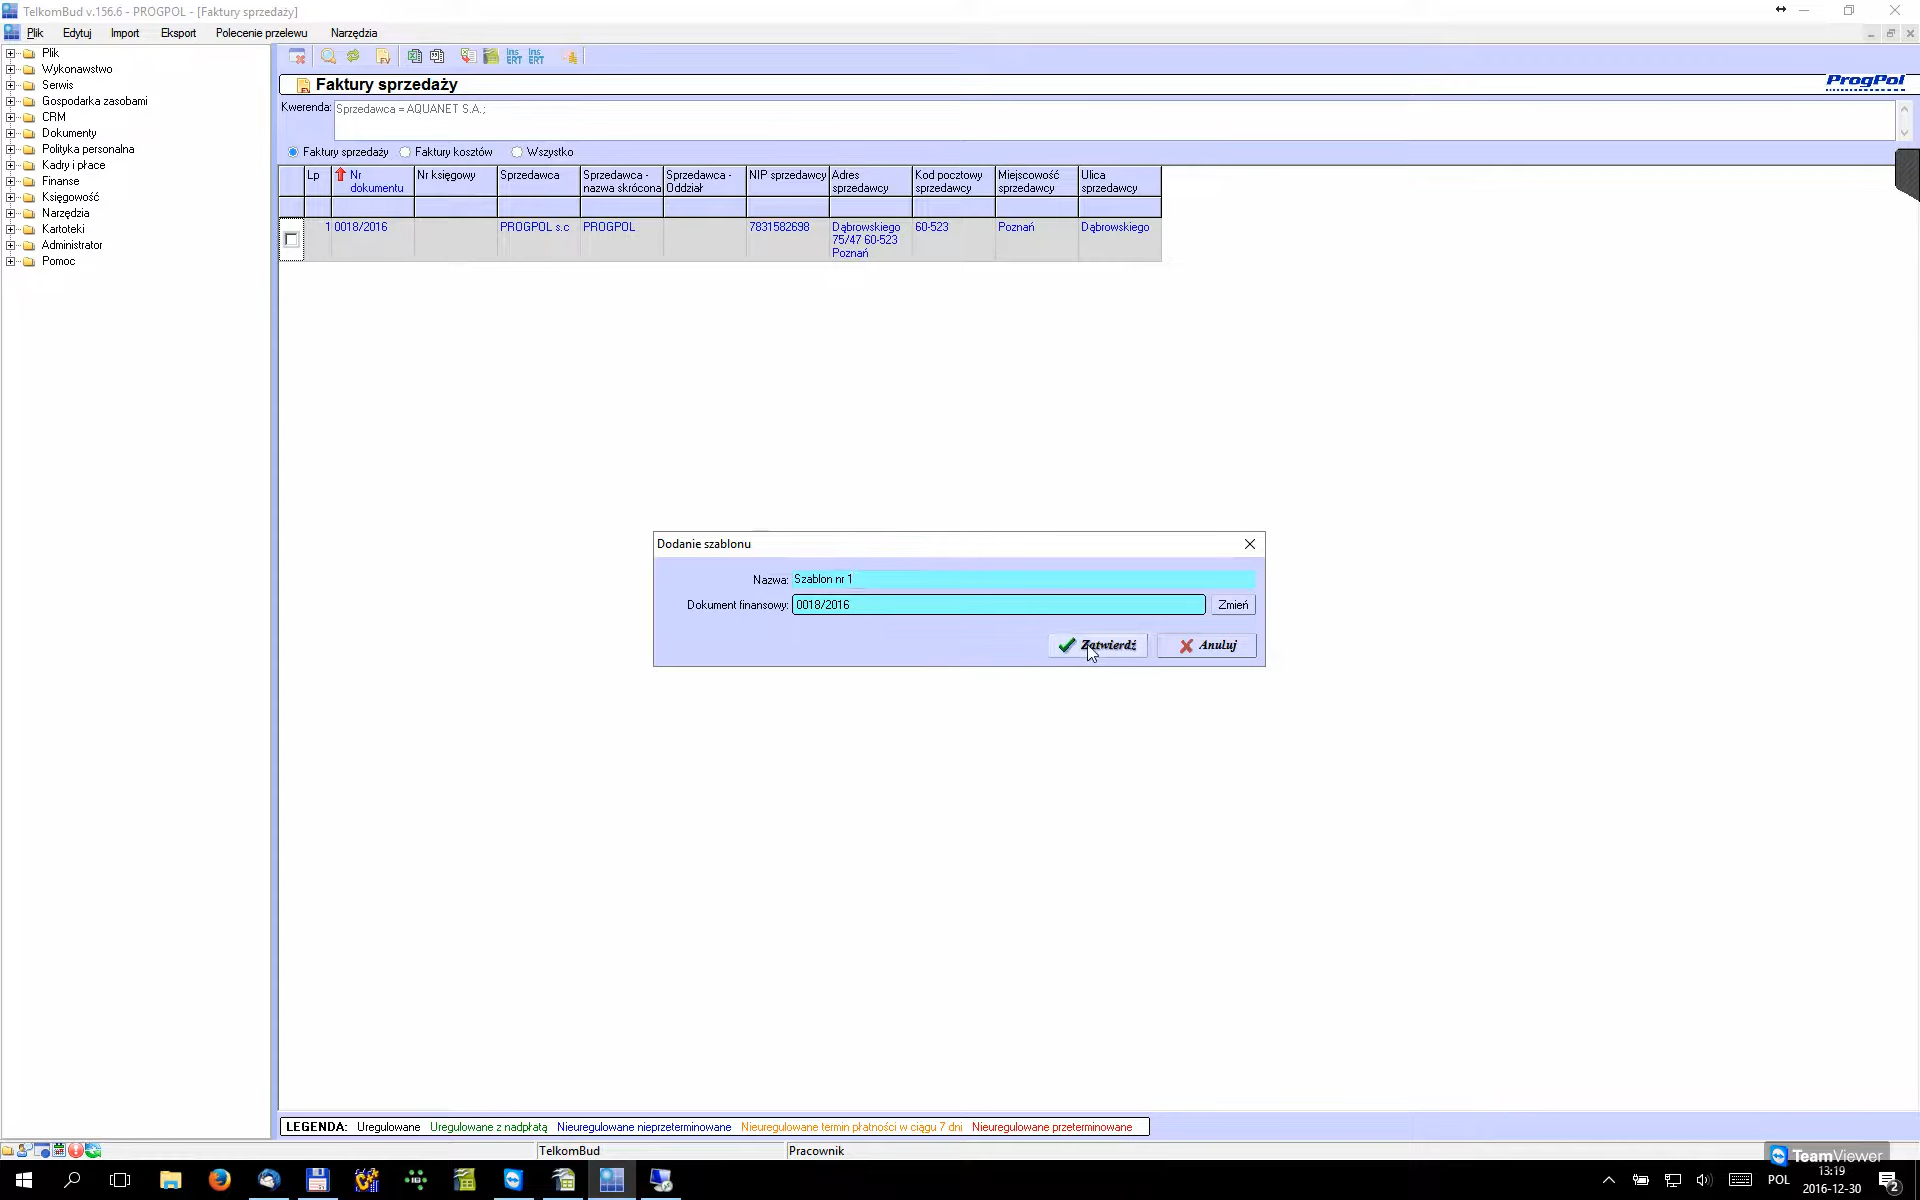 TelkomBud v.156.6 - PROGPOL - [Faktury sprzedaży]
Plik Edytuj Import Eksport Polecenie przelewu Narzędzia
Plik
Wykonawstwo
Serwis
Gospodarka zasobami
CRM
Dokumenty
Polityka personalna
Kadry i płace
Finanse
Księgowość
Narzędzia
Kartoteki
Administrator
Pomoc
FV Ins ERT Ins ERT
Faktury sprzedaży
ProgPol
Kwerenda: Sprzedawca = AQUANET S.A.;
Faktury sprzedaży Faktury kosztów Wszystko
Lp Nr dokumentu Nr księgowy Sprzedawca Sprzedawca - nazwa skrócona Sprzedawca - Oddział NIP sprzedawcy Adres sprzedawcy Kod pocztowy sprzedawcy Miejscowość sprzedawcy Ulica sprzedawcy
1 0018/2016 PROGPOL s.c PROGPOL 7831582698 Dąbrowskiego 75/47 60-523 Poznań 60-523 Poznań Dąbrowskiego
Dodanie szablonu
Nazwa: Szablon nr 1
Dokument finansowy: 0018/2016 Zmień
Zatwierdź Anuluj
LEGENDA: Uregulowane Uregulowane z nadpłatą Nieuregulowane nieprzeterminowane Nieuregulowane termin płatności w ciągu 7 dni Nieuregulowane przeterminowane
TelkomBud Pracownik
TeamViewer
POL 13:19
2016-12-30 2